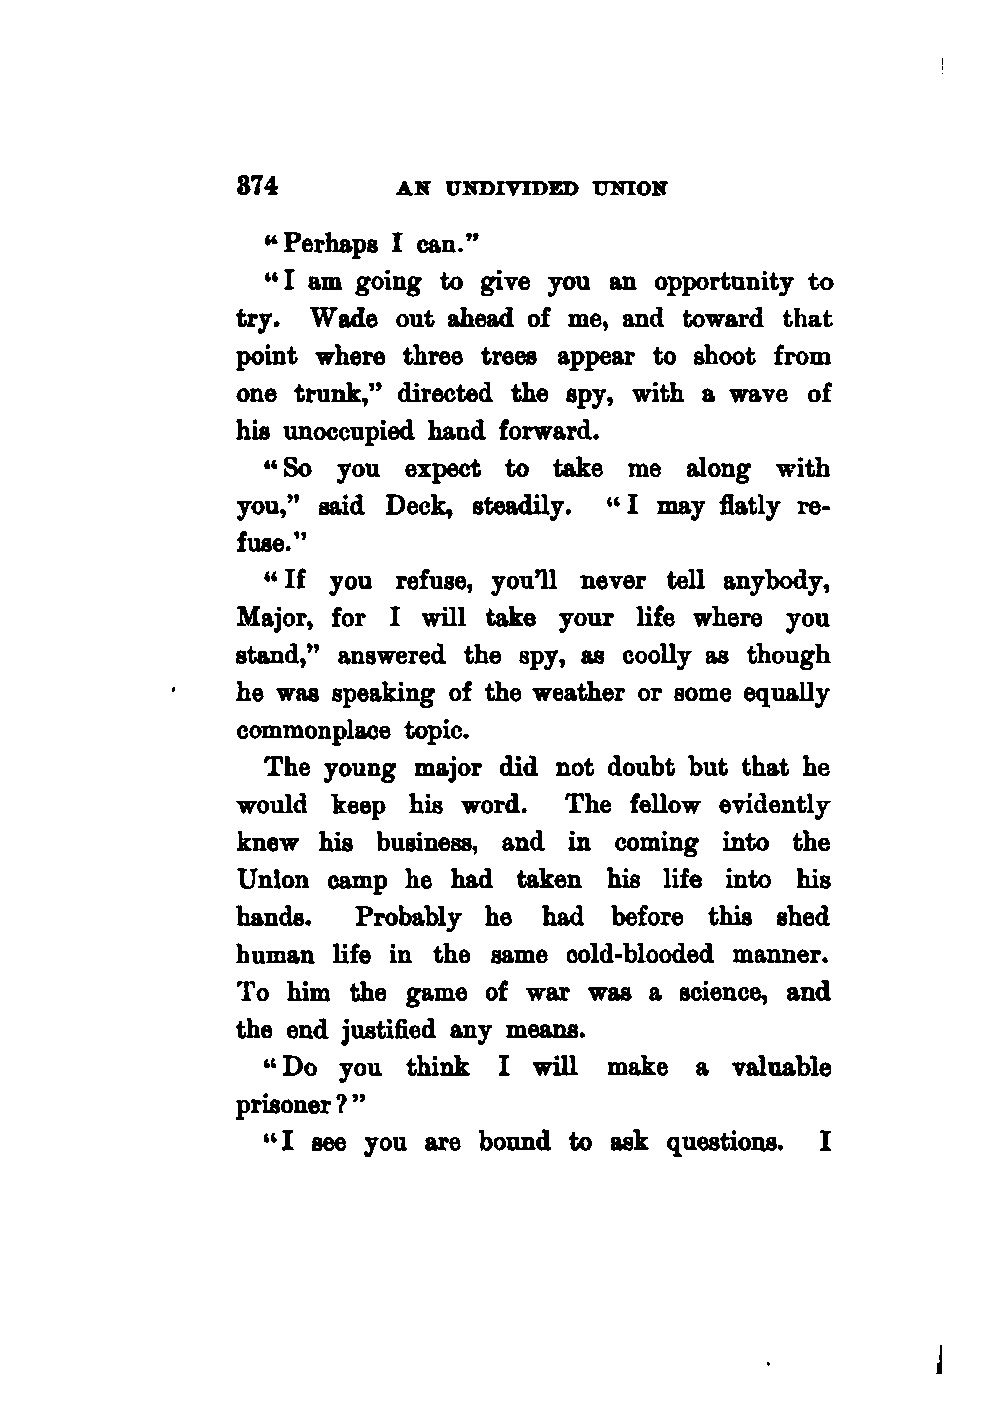 374 AN UNDIVIDED UNION
“Perhaps I can.”
“I am going to give you an opportunity to
try. Wade out ahead of me, and toward that
point where three trees appear to shoot from
one trunk,” directed the spy, with a wave of
his unoccupied hand forward.
“So you expect to take me along with
you,” said Deck, steadily. “I may flatly re-
fuse.”
“If you refuse, you’ll never tell anybody,
Major, for I will take your life where you
stand,” answered the spy, as coolly as though
he was speaking of the weather or some equally
commonplace topic.
The young major did not doubt but that he
would keep his word. The fellow evidently
knew his business, and in coming into the
Union camp he had taken his life into his
hands. Probably he had before this shed
human life in the same cold-blooded manner.
To him the game of war was a science, and
the end justified any means.
“Do you think I will make a valuable
prisoner?”
“I see you are bound to ask questions. I